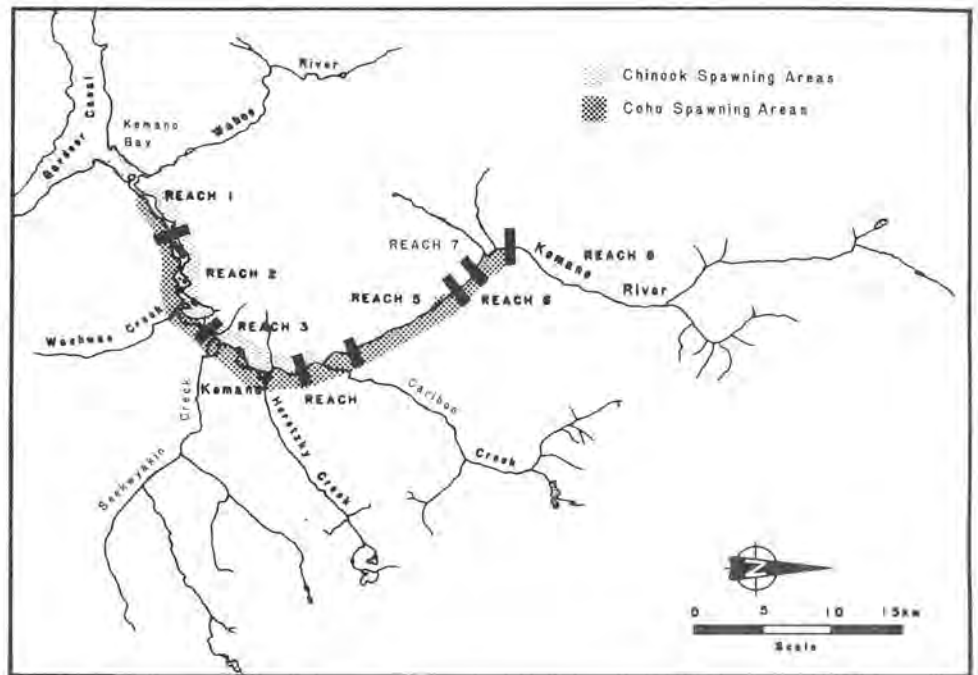 River
Chinook Spawning Areas
Coho Spawning Areas
Gardner Canal
Kemano
Bay
Wahoo
REACH 1
REACH 7
Kemano
REACH 8
REACH 2
REACH 5
REACH 6
River
Creek
REACH 3
Kemano
REACH
Caribou
Creek
Horetzky Creek
Creek
Seekwyakin
N
0 5 10 15km
Scale